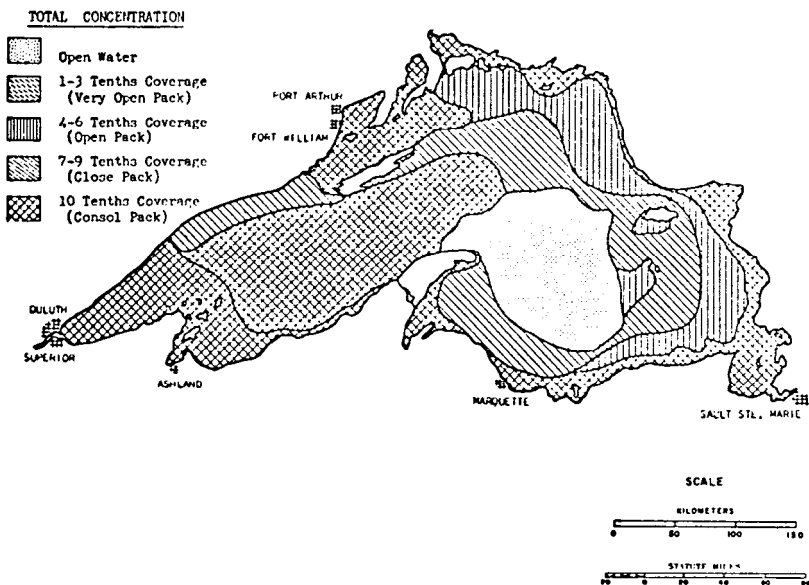 TOTAL CONCENTRATION
Open Water
1-3 Tenths Coverage
(Very Open Pack)
4-6 Tenths Coverage
(Open Pack)
7-9 Tenths Coverage
(Close Pack)
10 Tenths Coverage
(Consol Pack)
PORT ARTHUR
FORT WILLIAM
DULUTH
SUPERIOR
ASHLAND
MARQUETTE
SAULT STE. MARIE
SCALE
KILOMETERS
0 50 100 150
STATUTE MILES